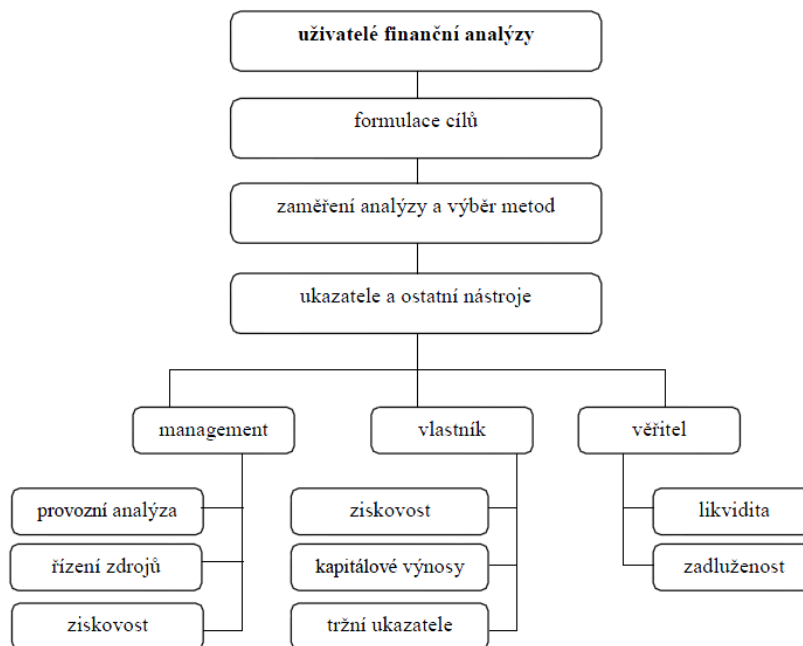 uživatelé finanční analýzy
formulace cílů
zaměření analýzy a výběr metod
ukazatele a ostatní nástroje
management
vlastník
věřitel
provozní analýza
ziskovost
likvidita
řízení zdrojů
kapitálové výnosy
zadluženost
ziskovost
tržní ukazatele